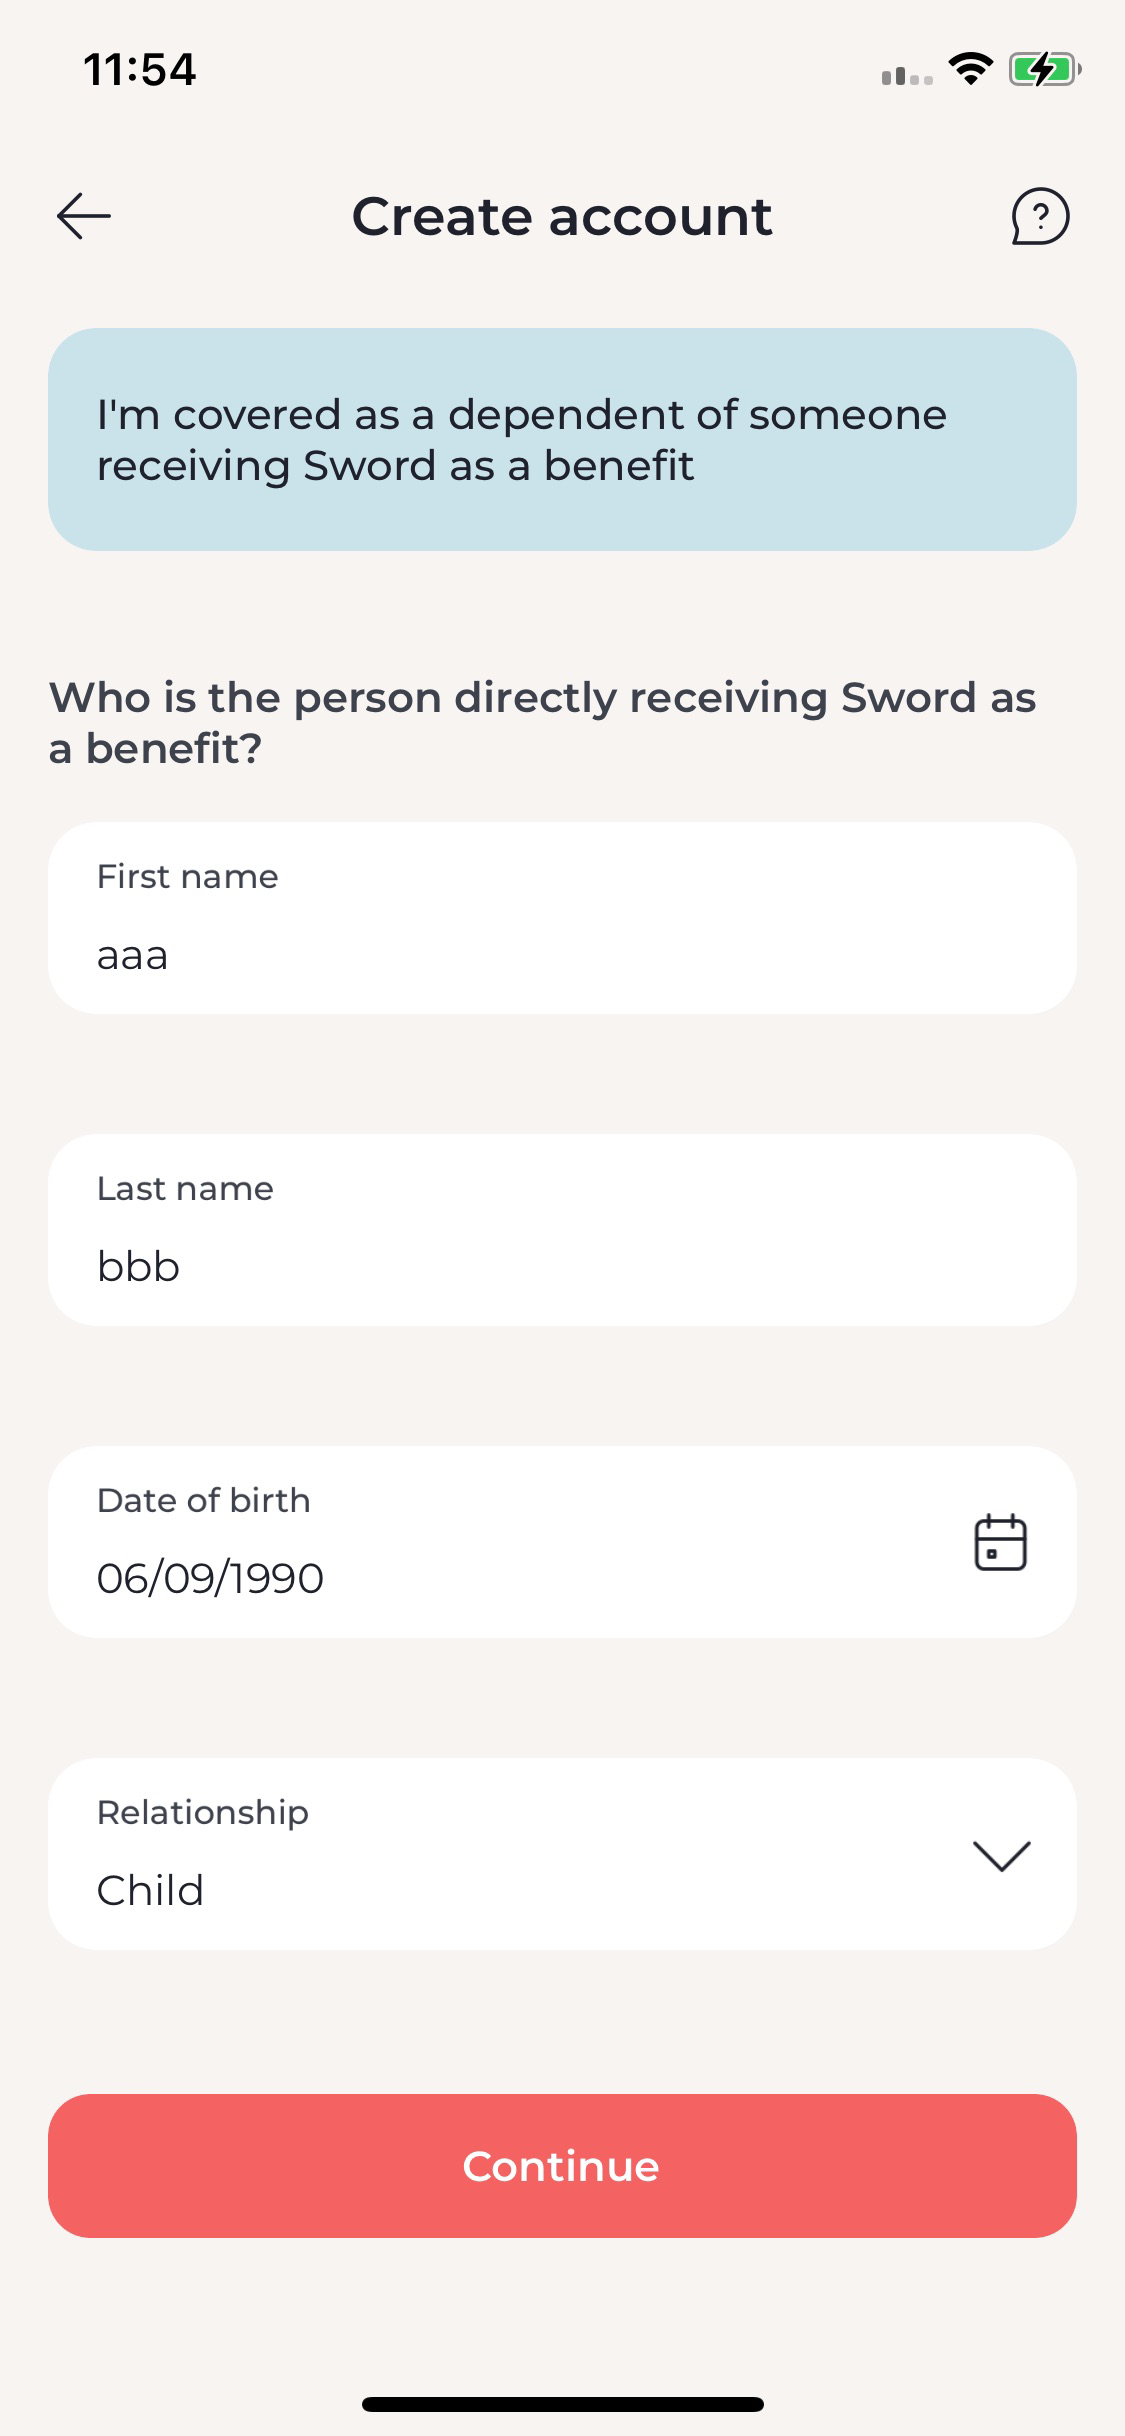 11:54
Create account
?
I'm covered as a dependent of someone
receiving Sword as a benefit
Who is the person directly receiving Sword as
a benefit?
First name
aaa
Last name
bbb
Date of birth
06/09/1990
Relationship
Child
Continue